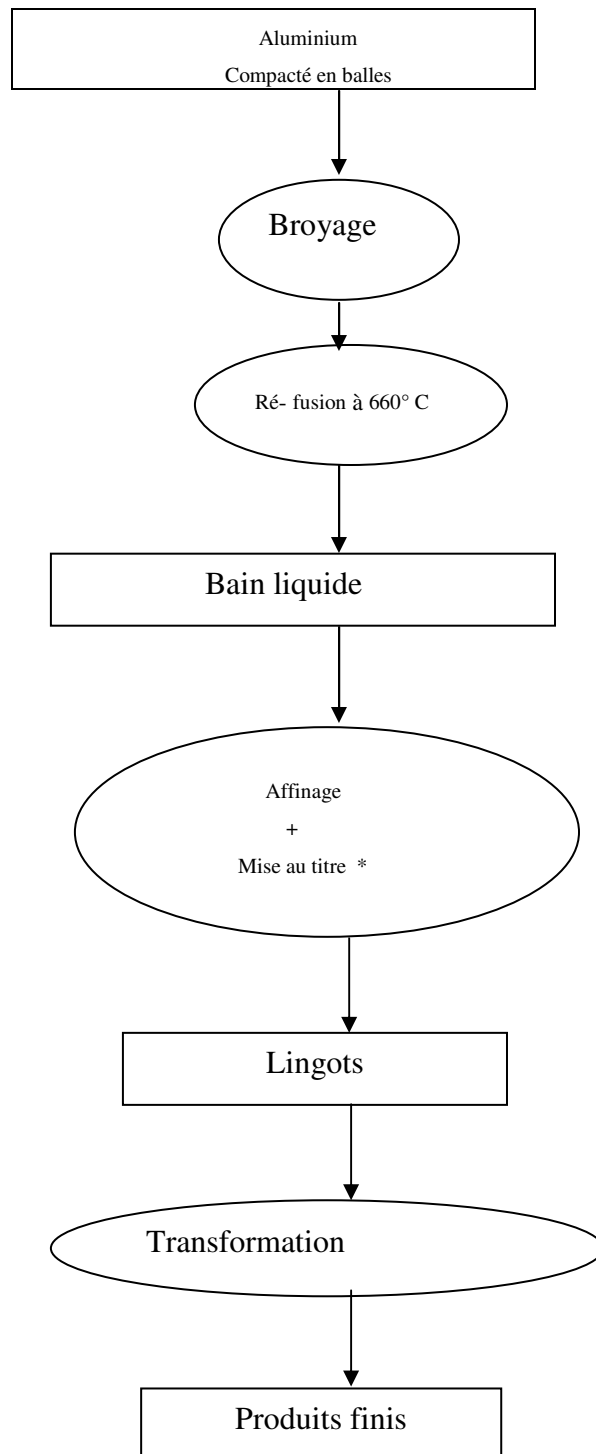 Aluminium
Compacté en balles
Broyage
Ré- fusion à 660° C
Bain liquide
Affinage
+
Mise au titre *
Lingots
Transformation
Produits finis